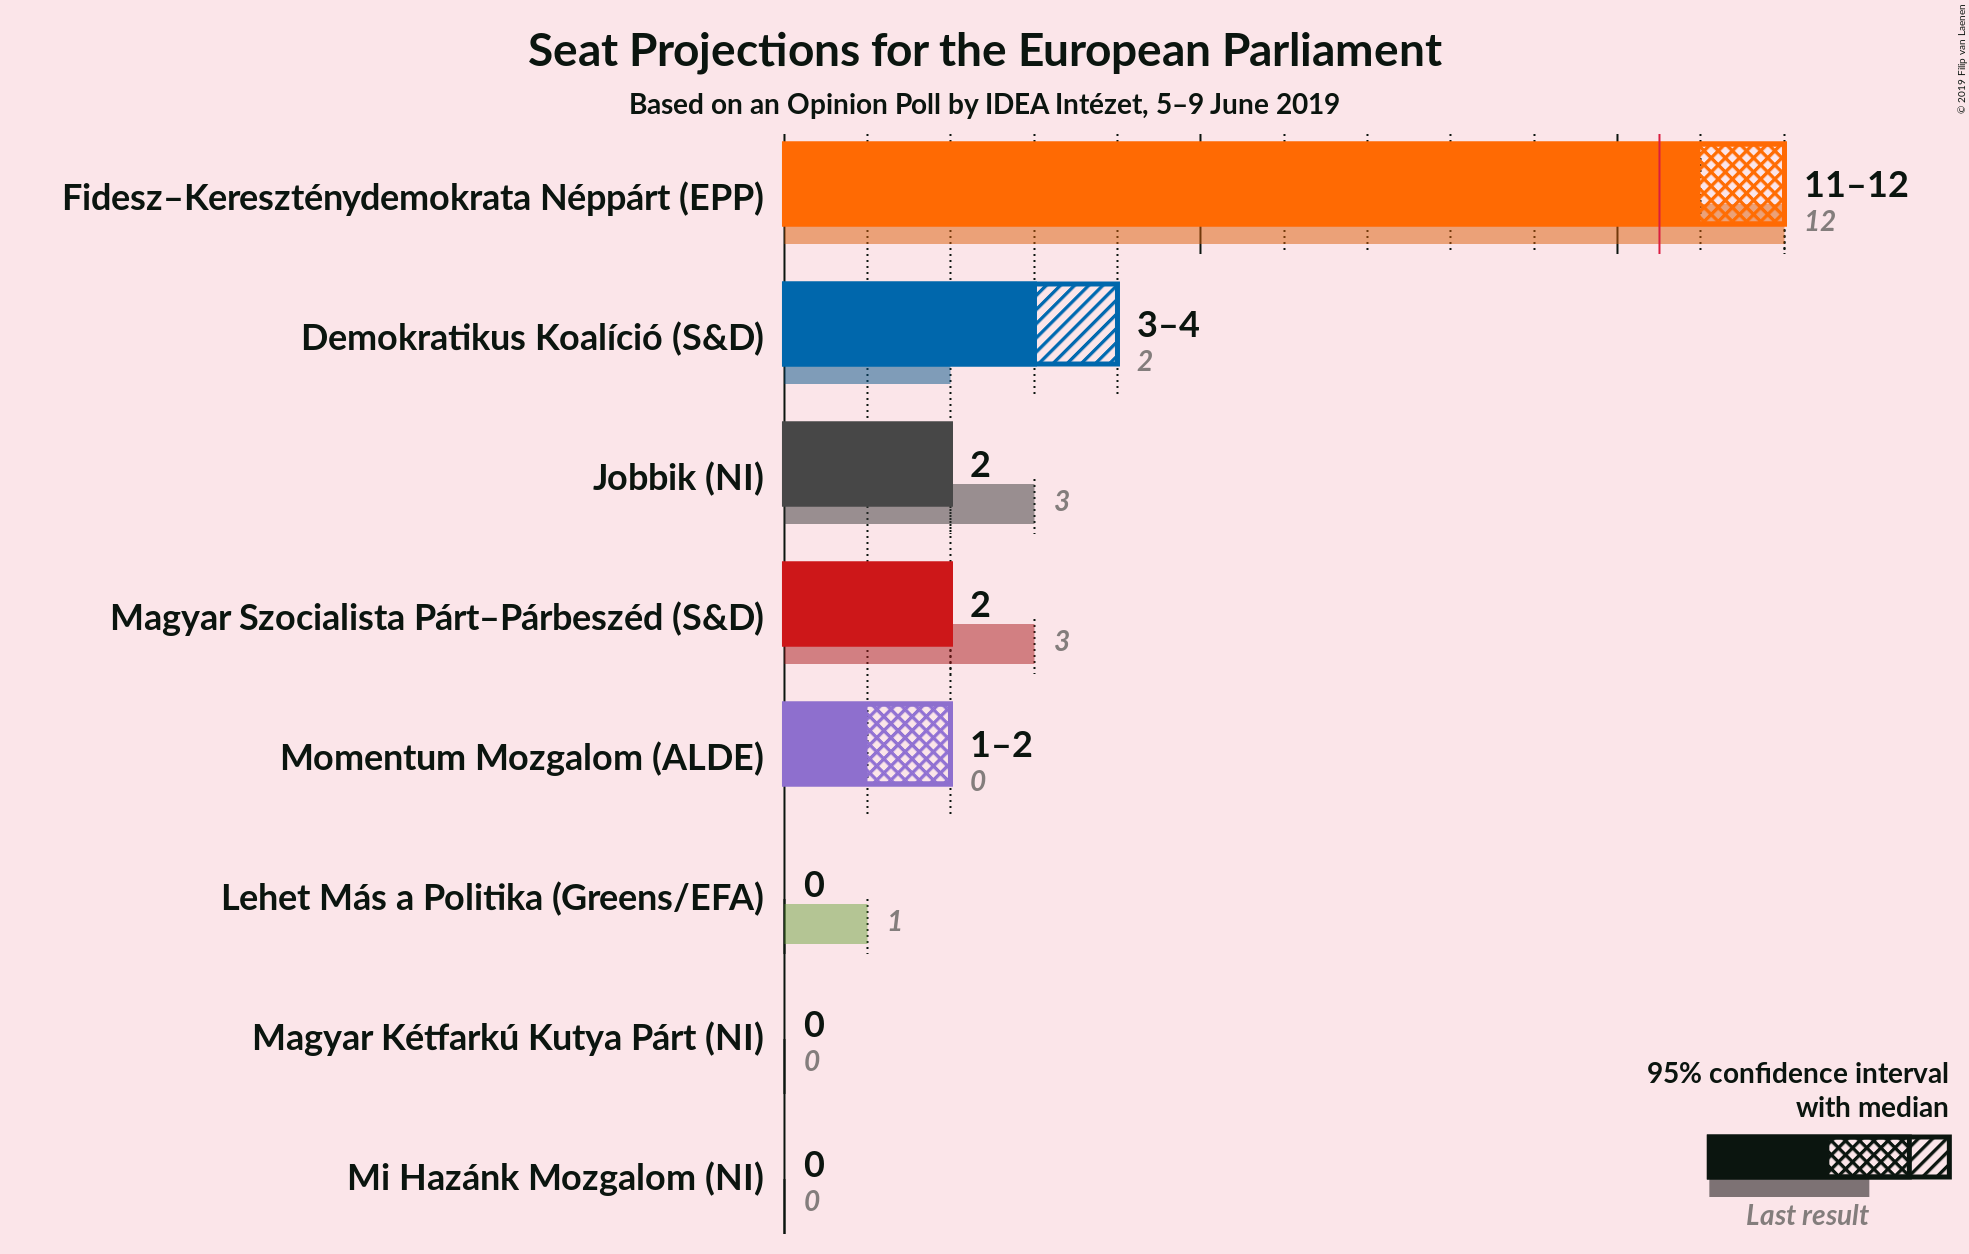 Seat Projections for the European Parliament
Based on an Opinion Poll by IDEA Intézet, 5–9 June 2019
© 2019 Filip van Laenen
Fidesz–Kereszténydemokrata Néppárt (EPP)
11–12
12
Demokratikus Koalíció (S&D)
3–4
2
Jobbik (NI)
2
3
Magyar Szocialista Párt–Párbeszéd (S&D)
2
3
Momentum Mozgalom (ALDE)
1–2
0
Lehet Más a Politika (Greens/EFA)
0
1
Magyar Kétfarkú Kutya Párt (NI)
0
0
Mi Hazánk Mozgalom (NI)
0
0
95% confidence interval
with median
Last result